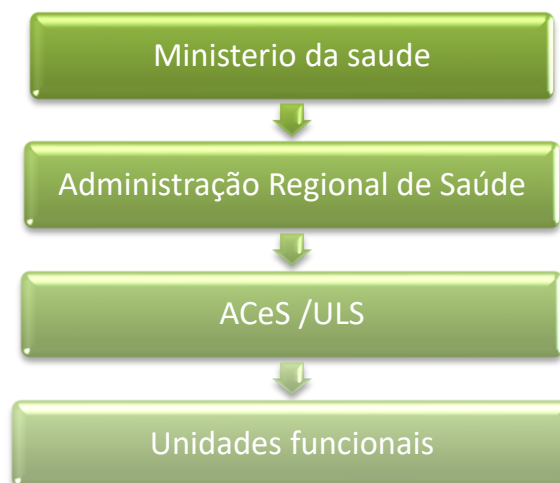 Ministerio da saude
Administração Regional de Saúde
ACeS /ULS
Unidades funcionais